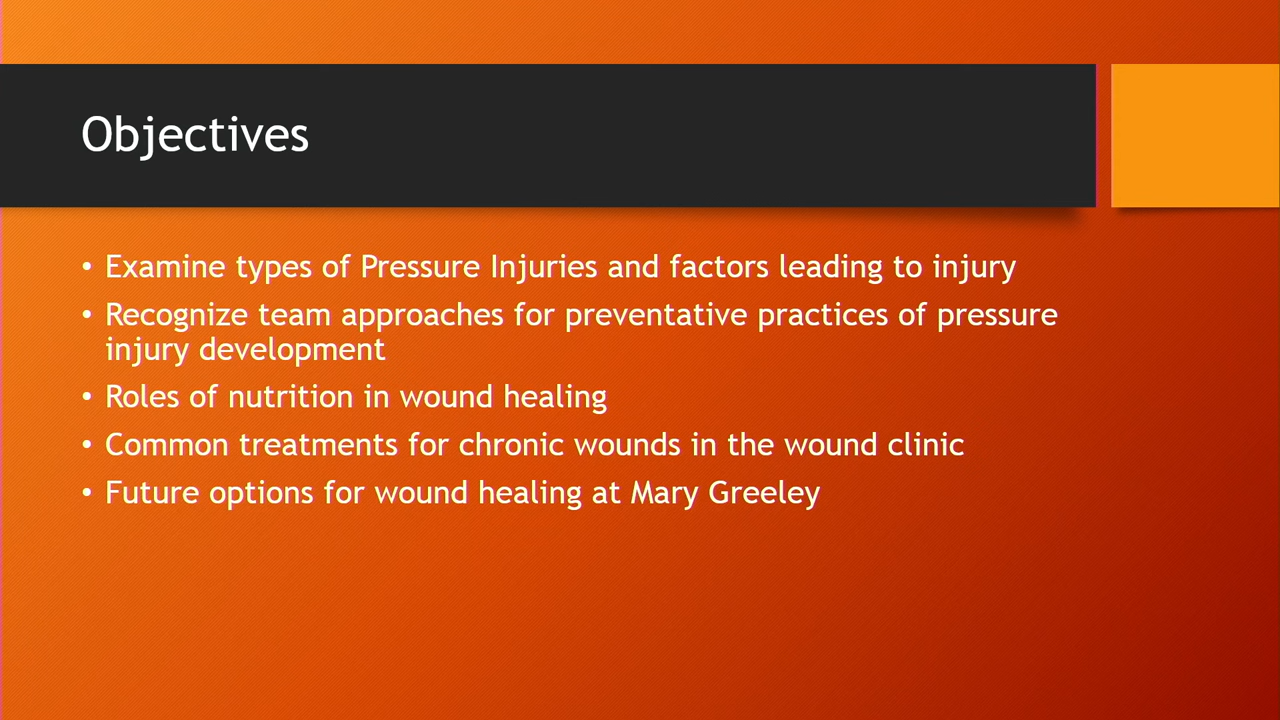 Objectives
• Examine types of Pressure Injuries and factors leading to injury
• Recognize team approaches for preventative practices of pressure
injury development
• Roles of nutrition in wound healing
• Common treatments for chronic wounds in the wound clinic
• Future options for wound healing at Mary Greeley